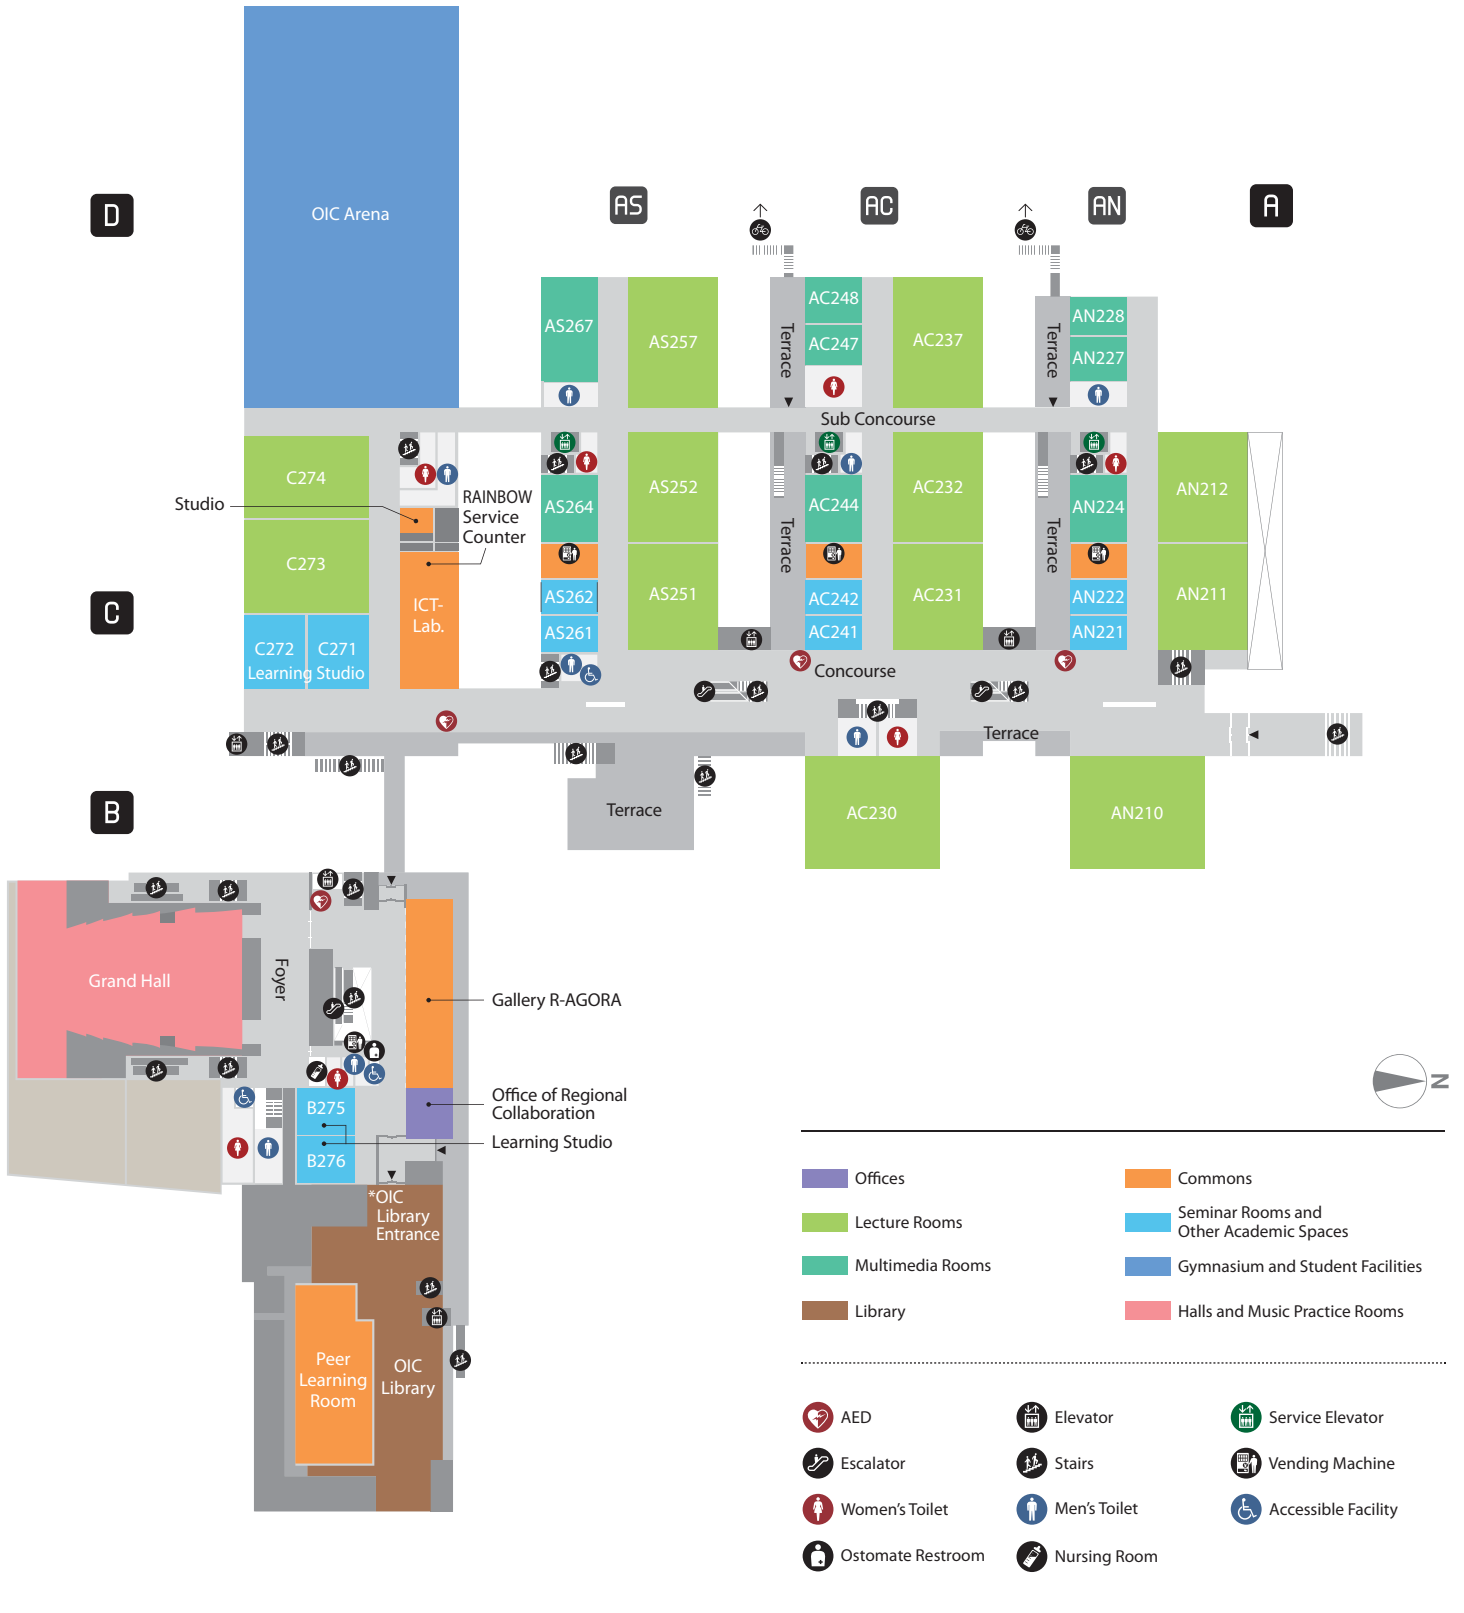 D
OIC Arena
AS
AC
AN
A
AS267
AS257
Terrace
AC248
AC247
AC237
Terrace
AN228
AN227
Sub Concourse
C274
Studio
RAINBOW
Service
Counter
AS264
AS252
Terrace
AC244
AC232
Terrace
AN224
AN212
C
C273
ICT-
Lab.
AS262
AS261
AS251
AC242
AC241
AC231
AN222
AN221
AN211
C272
C271
Learning Studio
Concourse
Terrace
B
Terrace
AC230
AN210
Grand Hall
Foyer
Gallery R-AGORA
B275
B276
Office of Regional
Collaboration
Learning Studio
*OIC
Library
Entrance
Peer
Learning
Room
OIC
Library
N
Offices
Commons
Lecture Rooms
Seminar Rooms and
Other Academic Spaces
Multimedia Rooms
Gymnasium and Student Facilities
Library
Halls and Music Practice Rooms
AED
Elevator
Service Elevator
Escalator
Stairs
Vending Machine
Women's Toilet
Men's Toilet
Accessible Facility
Ostomate Restroom
Nursing Room